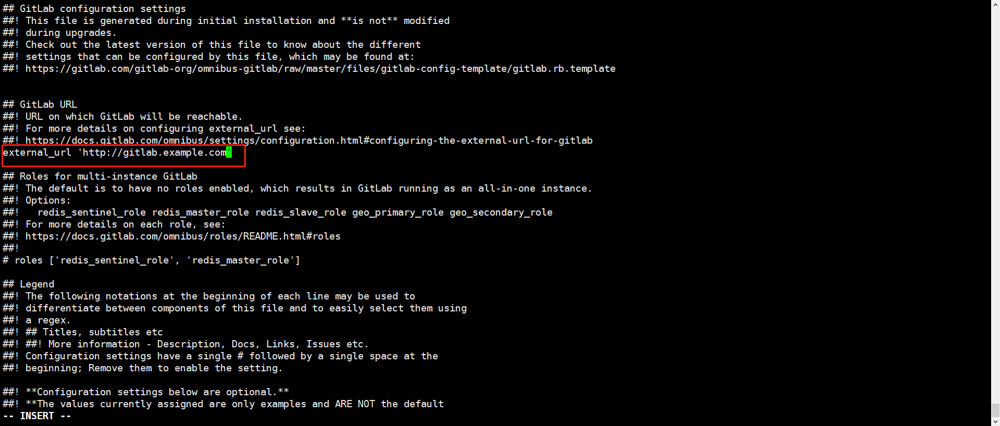 ## GitLab configuration settings
##! This file is generated during initial installation and **is not** modified
##! during upgrades.
##! Check out the latest version of this file to know about the different
##! settings that can be configured by this file, which may be found at:
##! https://gitlab.com/gitlab-org/omnibus-gitlab/raw/master/files/gitlab-config-template/gitlab.rb.template
## GitLab URL
##! URL on which GitLab will be reachable.
##! For more details on configuring external_url see:
##! https://docs.gitlab.com/omnibus/settings/configuration.html#configuring-the-external-url-for-gitlab
external_url 'http://gitlab.example.com'
## Roles for multi-instance GitLab
##! The default is to have no roles enabled, which results in GitLab running as an all-in-one instance.
##! Options:
##!   redis_sentinel_role redis_master_role redis_slave_role geo_primary_role geo_secondary_role
##! For more details on each role, see:
##! https://docs.gitlab.com/omnibus/roles/README.html#roles
##!
# roles ['redis_sentinel_role', 'redis_master_role']
## Legend
##! The following notations at the beginning of each line may be used to
##! differentiate between components of this file and to easily select them using
##! a regex.
##! ## Titles, subtitles etc
##! ##! More information - Description, Docs, Links, Issues etc.
##! Configuration settings have a single # followed by a single space at the
##! beginning; Remove them to enable the setting.
##! **Configuration settings below are optional.**
##! **The values currently assigned are only examples and ARE NOT the default
-- INSERT --